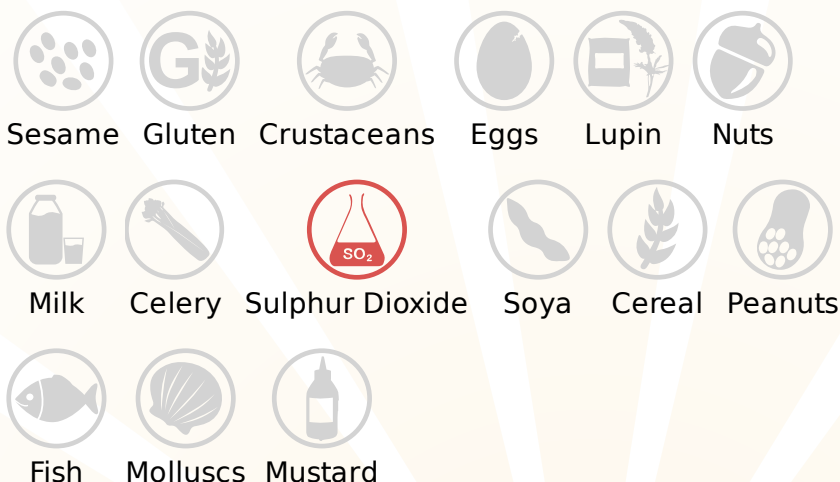 G
Sesame Gluten Crustaceans Eggs Lupin Nuts
SO₂
Milk Celery Sulphur Dioxide Soya Cereal Peanuts
Fish Molluscs Mustard